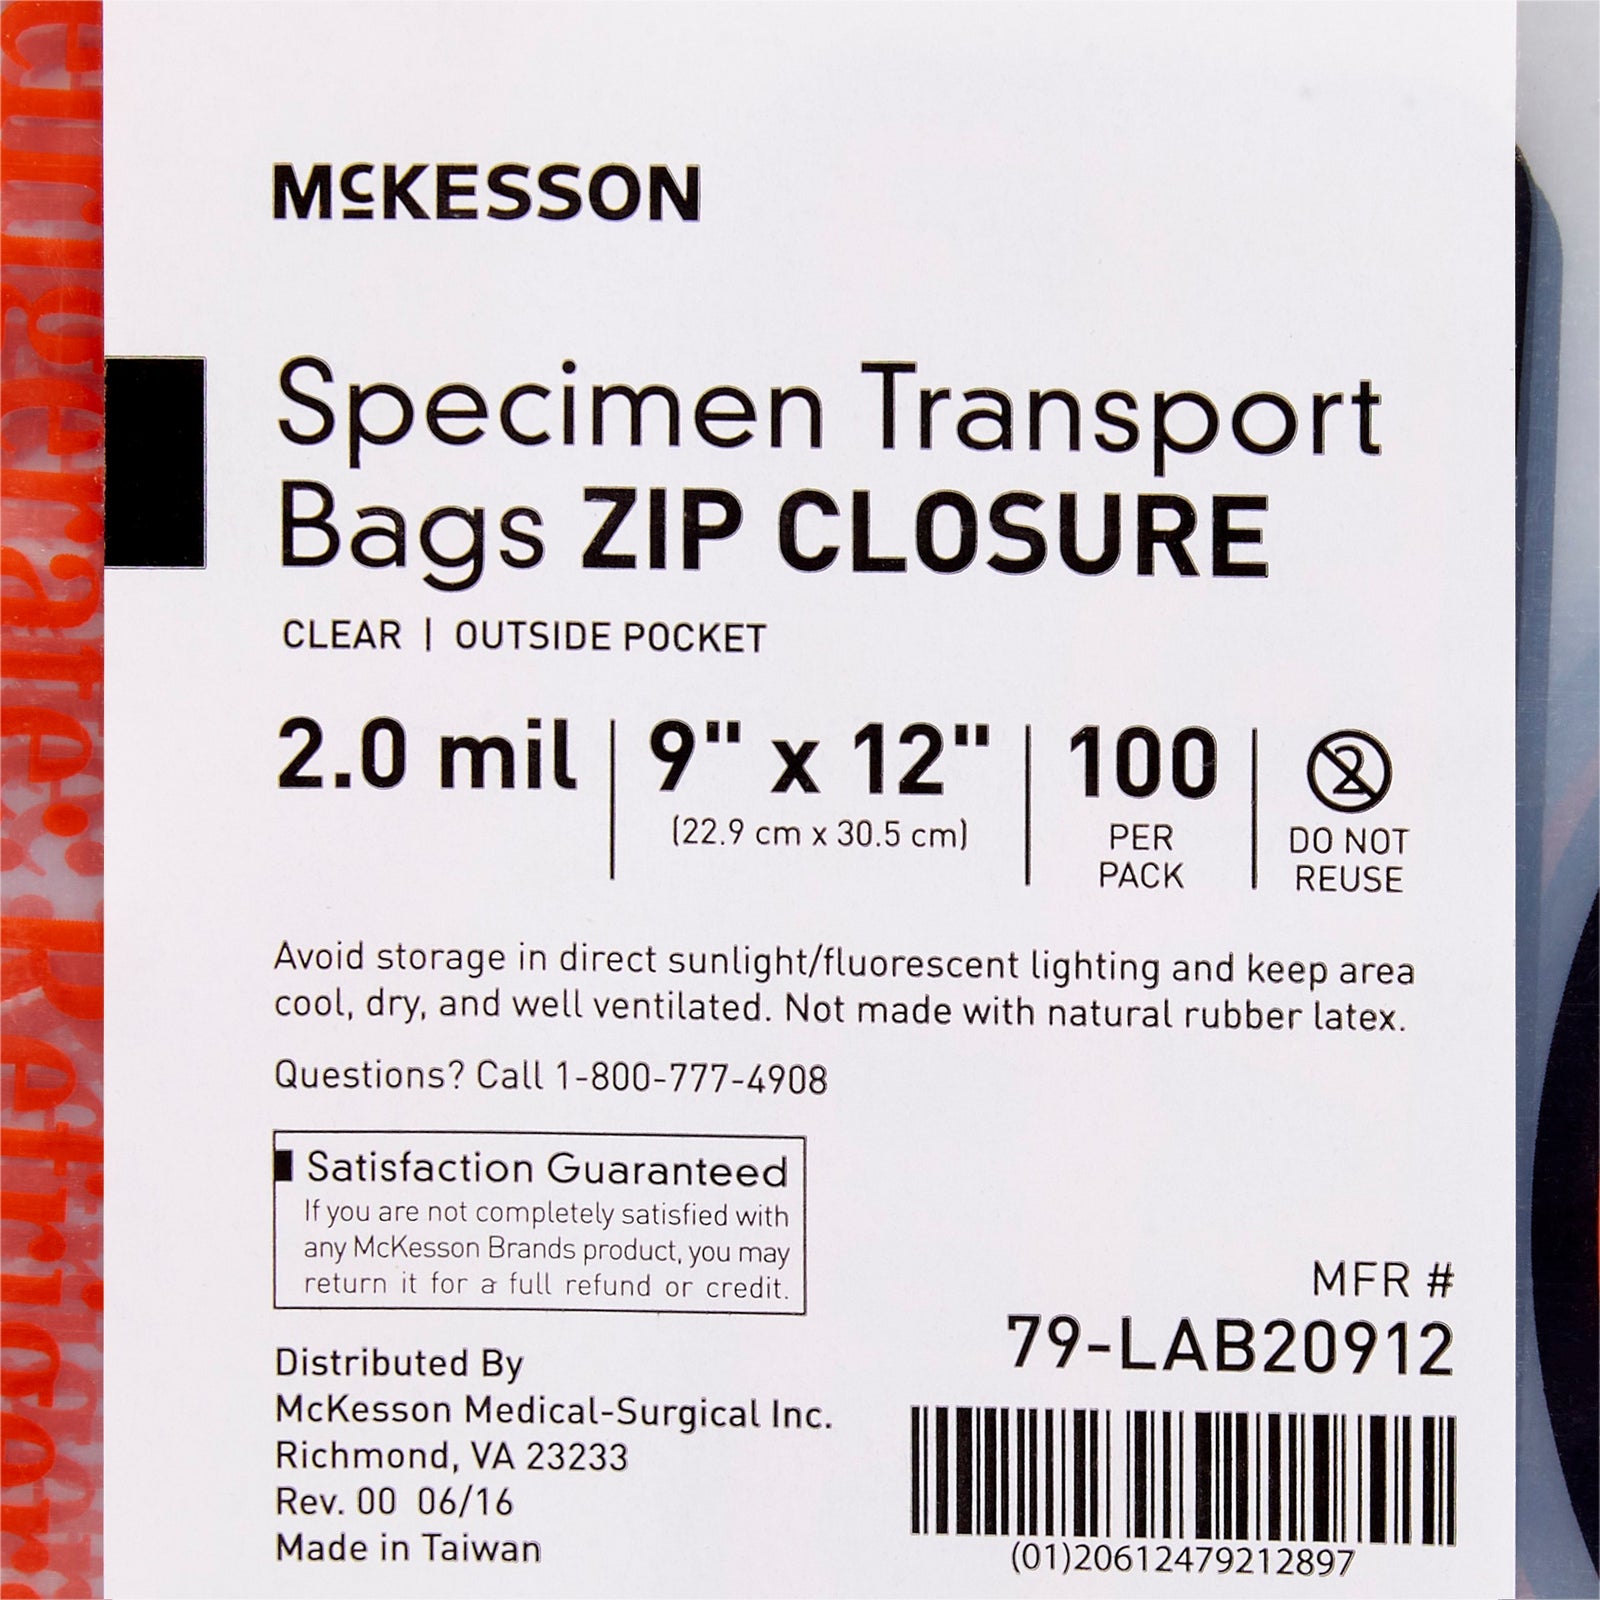 McKESSON
Specimen Transport
Bags ZIP CLOSURE
CLEAR | OUTSIDE POCKET
2.0 mil | 9" x 12" | 100 | 2
(22.9 cm x 30.5 cm)
PER
PACK
DO NOT
REUSE
Avoid storage in direct sunlight/fluorescent lighting and keep area
cool, dry, and well ventilated. Not made with natural rubber latex.
Questions? Call 1-800-777-4908
Satisfaction Guaranteed
If you are not completely satisfied with
any McKesson Brands product, you may
return it for a full refund or credit.
Distributed By
McKesson Medical-Surgical Inc.
Richmond, VA 23233
Rev. 00 06/16
Made in Taiwan
MFR #
79-LAB20912
(01)20612479212897